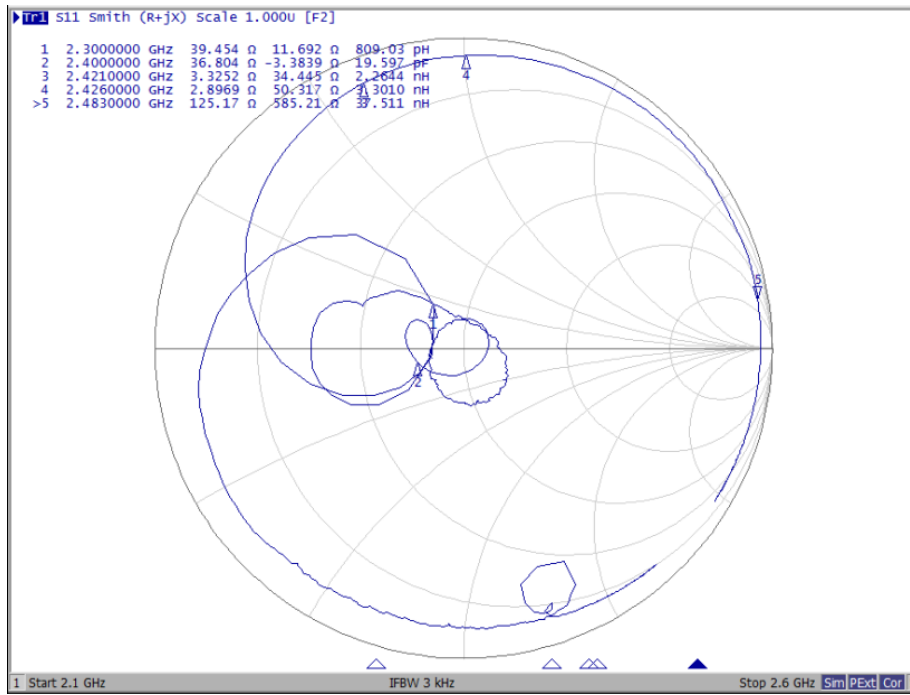 Tr1 S11 Smith (R+jX) Scale 1.000U [F2]
1 2.3000000 GHz 39.454 Ω 11.692 Ω 809.03 pH
2 2.4000000 GHz 36.804 Ω -3.3839 Ω 19.597 pF
3 2.4210000 GHz 3.3252 Ω 34.445 Ω 2.2644 nH
4 2.4260000 GHz 2.8969 Ω 50.317 Ω 3.3010 nH
>5 2.4830000 GHz 125.17 Ω 585.21 Ω 37.511 nH
4
3
5
1
2
1 Start 2.1 GHz IFBW 3 kHz Stop 2.6 GHz Sim PExt Cor